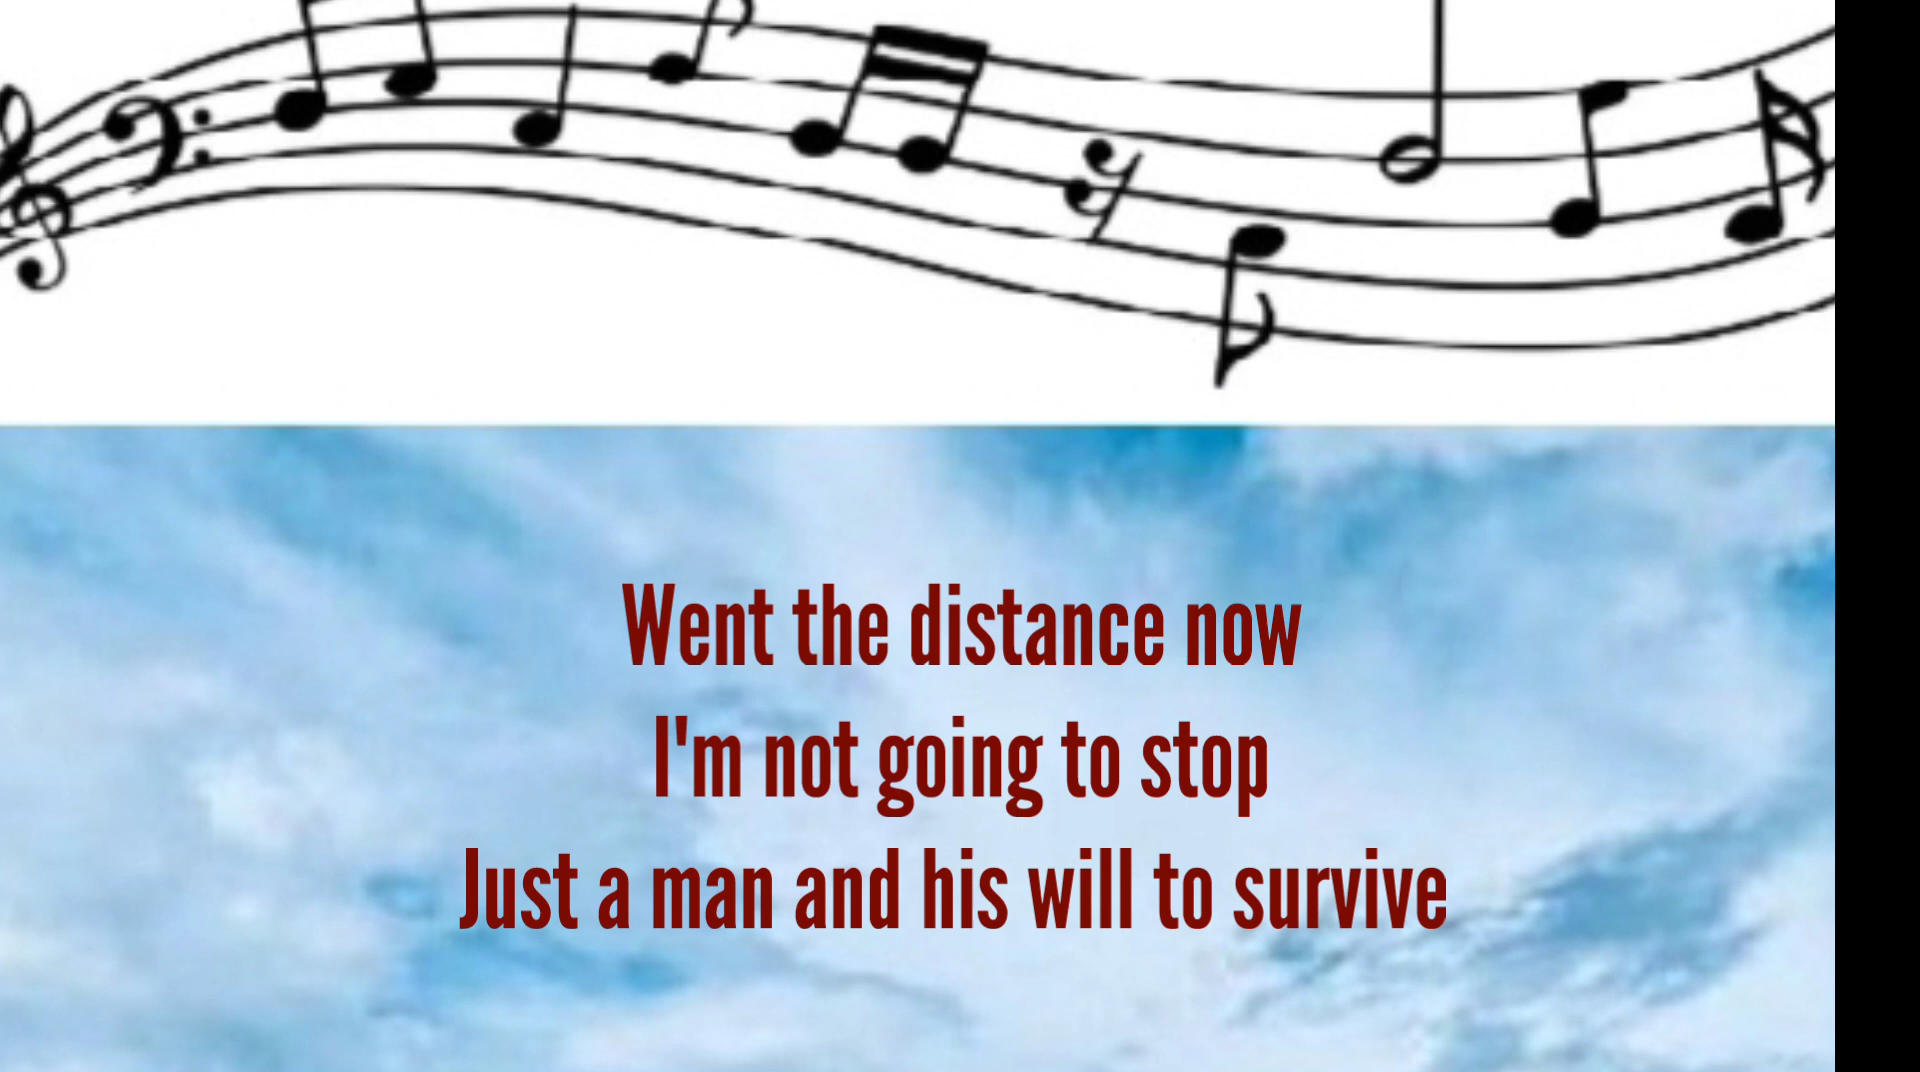 Went the distance now
I'm not going to stop
Just a man and his will to survive